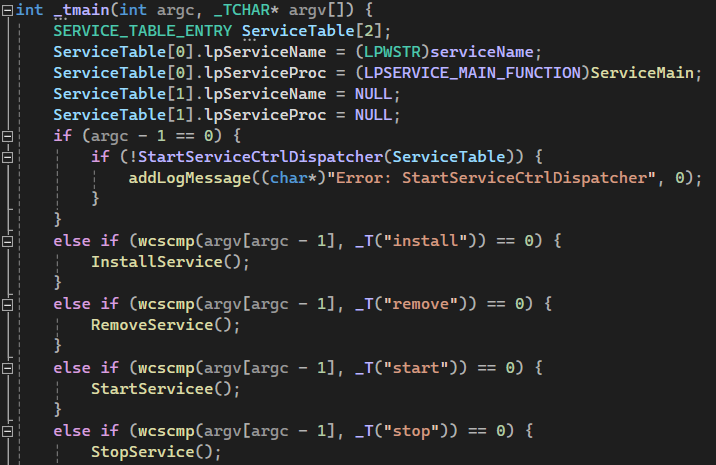 int _tmain(int argc, _TCHAR* argv[]) {
    SERVICE_TABLE_ENTRY ServiceTable[2];
    ServiceTable[0].lpServiceName = (LPWSTR)serviceName;
    ServiceTable[0].lpServiceProc = (LPSERVICE_MAIN_FUNCTION)ServiceMain;
    ServiceTable[1].lpServiceName = NULL;
    ServiceTable[1].lpServiceProc = NULL;
    if (argc - 1 == 0) {
        if (!StartServiceCtrlDispatcher(ServiceTable)) {
            addLogMessage((char*)"Error: StartServiceCtrlDispatcher", 0);
        }
    }
    else if (wcscmp(argv[argc - 1], _T("install")) == 0) {
        InstallService();
    }
    else if (wcscmp(argv[argc - 1], _T("remove")) == 0) {
        RemoveService();
    }
    else if (wcscmp(argv[argc - 1], _T("start")) == 0) {
        StartServicee();
    }
    else if (wcscmp(argv[argc - 1], _T("stop")) == 0) {
        StopService();